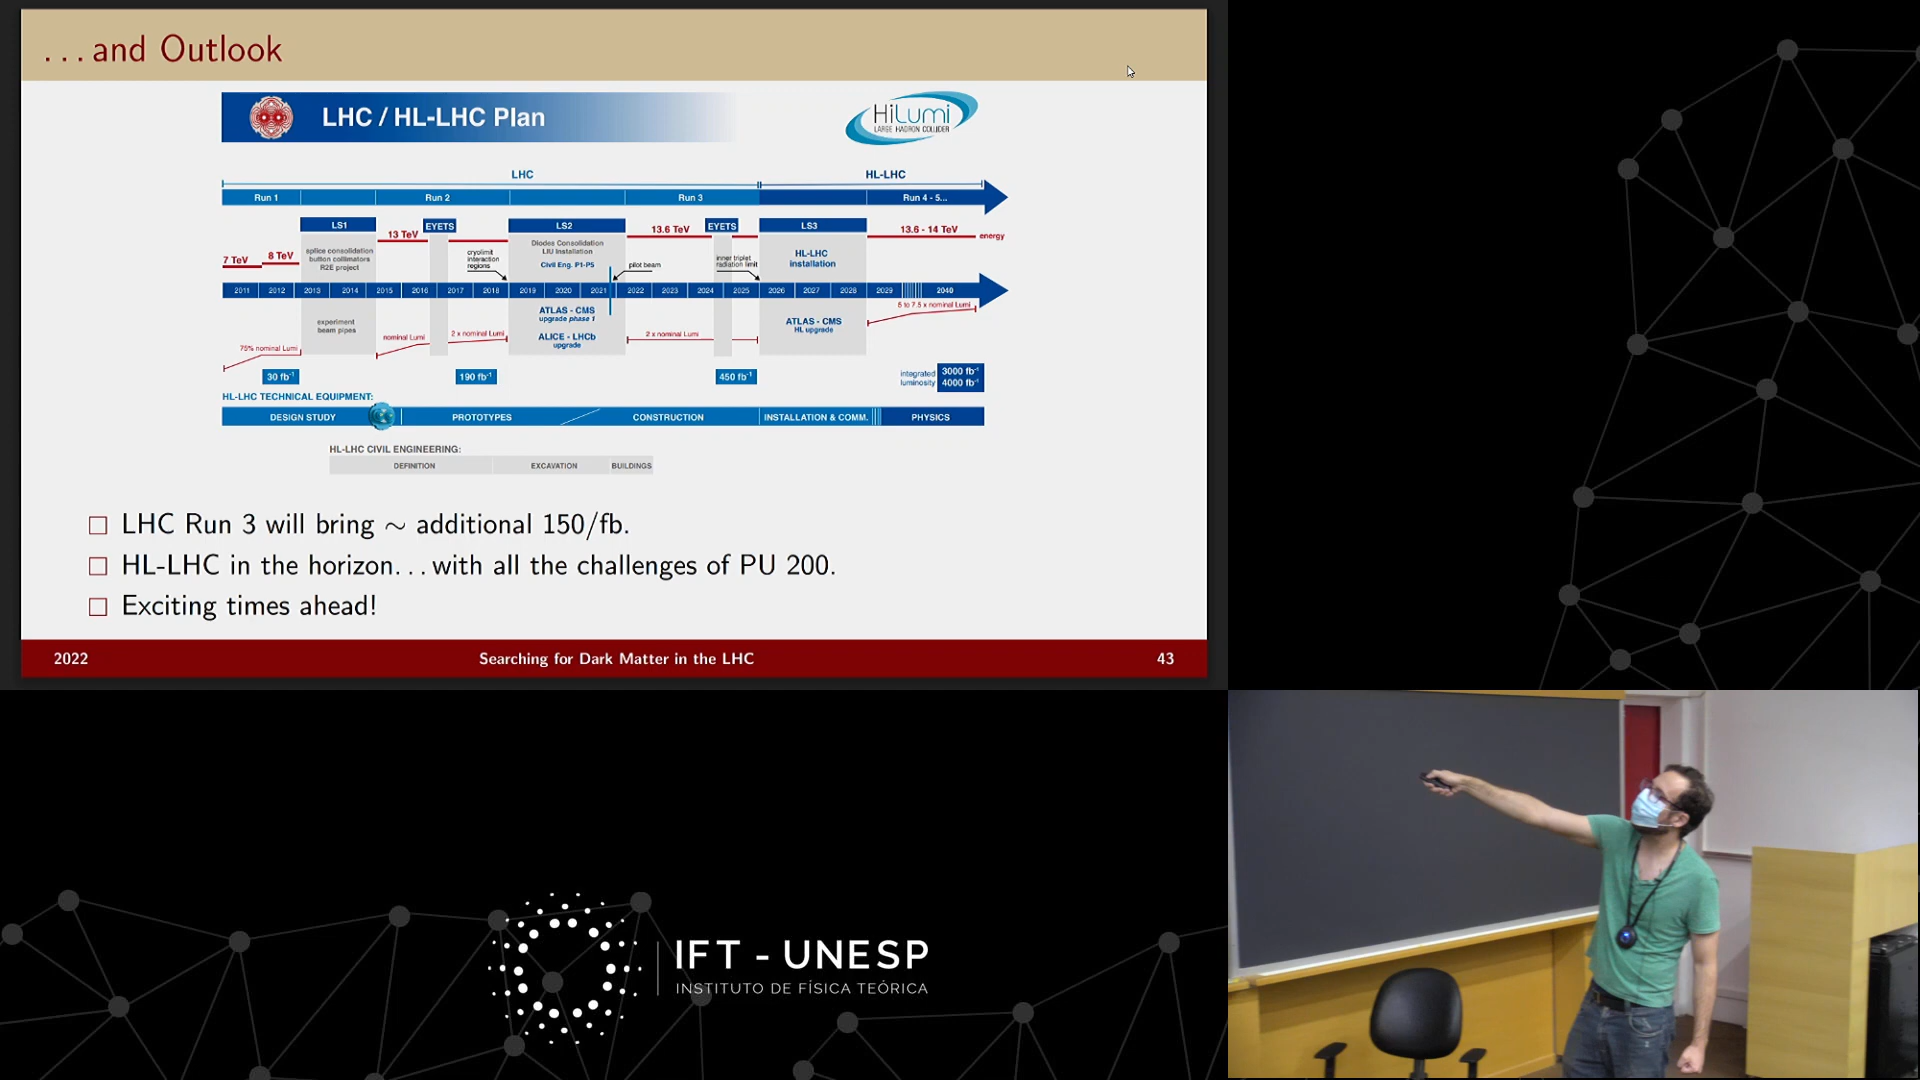 . . . and Outlook
LHC / HL-LHC Plan
HiLumi
LARGE HADRON COLLIDER
LHC
HL-LHC
Run 1
Run 2
Run 3
Run 4 - 5...
LS1
EYETS
LS2
EYETS
LS3
7 TeV
8 TeV
13 TeV
13.6 TeV
13.6 - 14 TeV
energy
splice consolidation
button collimators
R2E project
cryolimit
interaction
regions
Diodes Consolidation
LIU Installation
Civil Eng. P1-P5
pilot beam
inner triplet
radiation limit
HL-LHC
installation
2011 2012 2013 2014 2015 2016 2017 2018 2019 2020 2021 2022 2023 2024 2025 2026 2027 2028 2029 2040
experiment
beam pipes
75% nominal Lumi
nominal Lumi
2 x nominal Lumi
ATLAS - CMS
upgrade phase 1
ALICE - LHCb
upgrade
2 x nominal Lumi
ATLAS - CMS
HL upgrade
5 to 7.5 x nominal Lumi
30 fb⁻¹
190 fb⁻¹
450 fb⁻¹
integrated
luminosity
3000 fb⁻¹
4000 fb⁻¹
HL-LHC TECHNICAL EQUIPMENT:
DESIGN STUDY
PROTOTYPES
CONSTRUCTION
INSTALLATION & COMM.
PHYSICS
HL-LHC CIVIL ENGINEERING:
DEFINITION
EXCAVATION
BUILDINGS
LHC Run 3 will bring ∼ additional 150/fb.
HL-LHC in the horizon. . . with all the challenges of PU 200.
Exciting times ahead!
2022
Searching for Dark Matter in the LHC
43
IFT - UNESP
INSTITUTO DE FÍSICA TEÓRICA